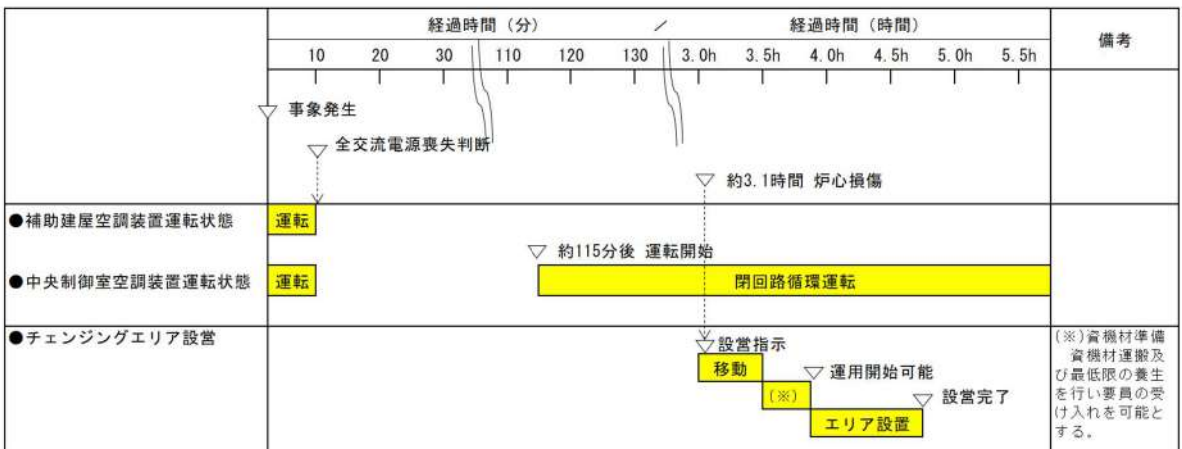 経過時間（分） ／ 経過時間（時間） 備考
10 20 30 110 120 130 3.0h 3.5h 4.0h 4.5h 5.0h 5.5h
事象発生
全交流電源喪失判断
約3.1時間 炉心損傷
●補助建屋空調装置運転状態 運転
約115分後 運転開始
●中央制御室空調装置運転状態 運転 閉回路循環運転
●チェンジングエリア設営
設営指示
移動 運用開始可能
(※) 設営完了
エリア設置
(※)資機材準備
資機材運搬及
び最低限の養生
を行い要員の受
け入れを可能と
する。